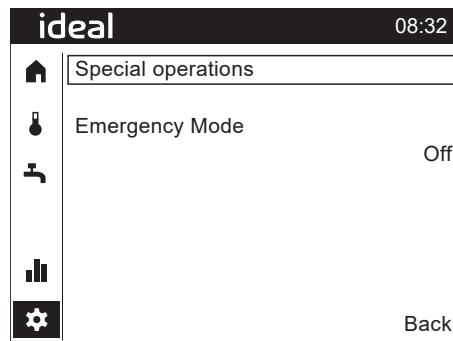 ideal 08:32
Special operations
Emergency Mode
Off
Back